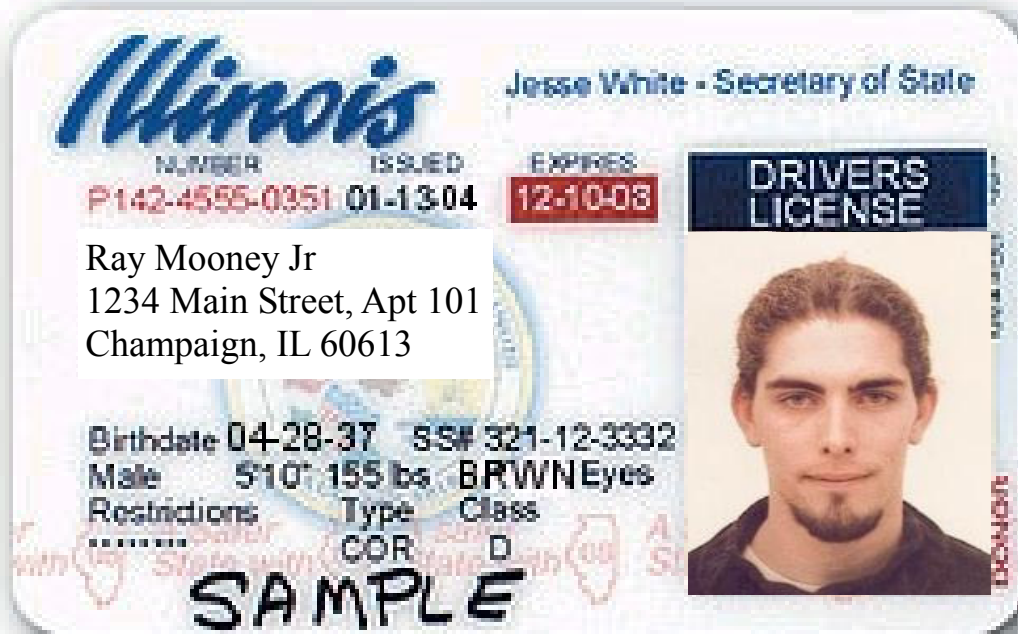 Illinois
Jesse White - Secretary of State
NUMBER ISSUED EXPIRES
P142-4555-0351 01-13-04 12-10-08
DRIVERS LICENSE
Ray Mooney Jr
1234 Main Street, Apt 101
Champaign, IL 60613
Birthdate 04-28-37 SS# 321-12-3332
Male 5'10" 155 lbs BRWN Eyes
Restrictions Type Class
******** COR D
SAMPLE
DONOR